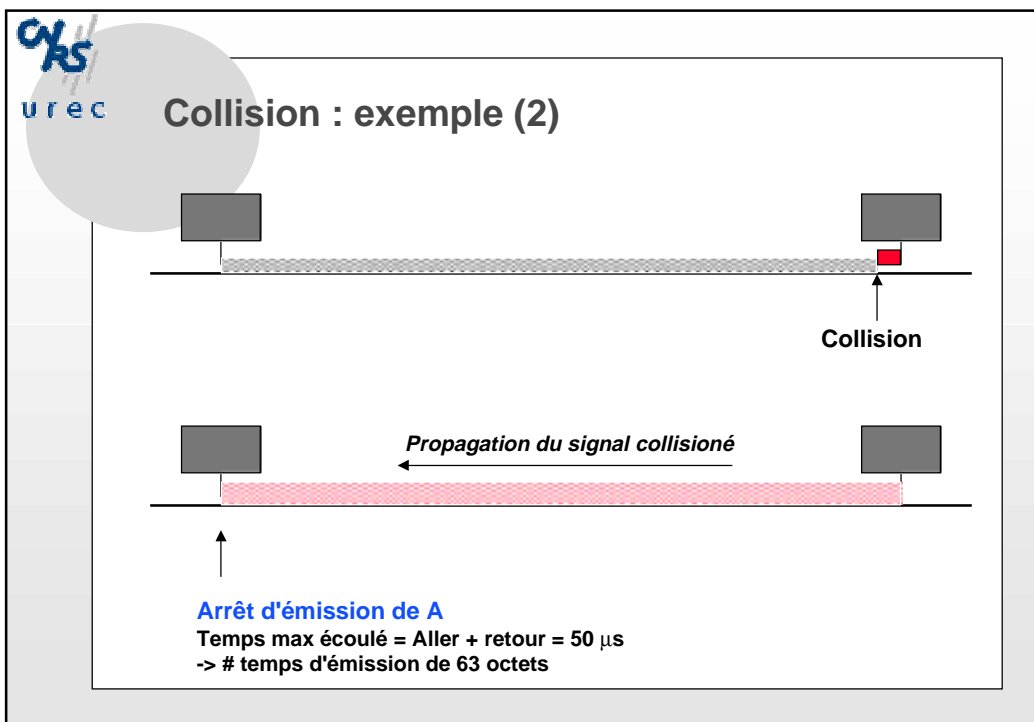 CNRS
urec
Collision : exemple (2)
Collision
Propagation du signal collisioné
Arrêt d'émission de A
Temps max écoulé = Aller + retour = 50 µs
-> # temps d'émission de 63 octets